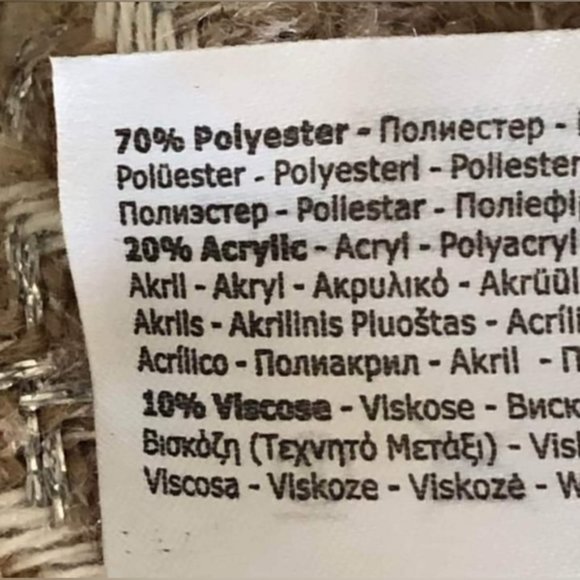 70% Polyester - Полиестер -
Polüester - Polyesteri - Poliester
Полиэстер - Poliestar - Поліефі
20% Acrylic - Acryl - Polyacryl
Akril - Akryl - Ακρυλικό - Akrüül
Akrils - Akrilinis Pluoštas - Acríli
Acrílico - Полиакрил - Akril - П
10% Viscose - Viskose - Виск
Βισκόζη (Τεχνητό Μετάξι) - Vis
Viscosa - Viskoze - Viskozė - W